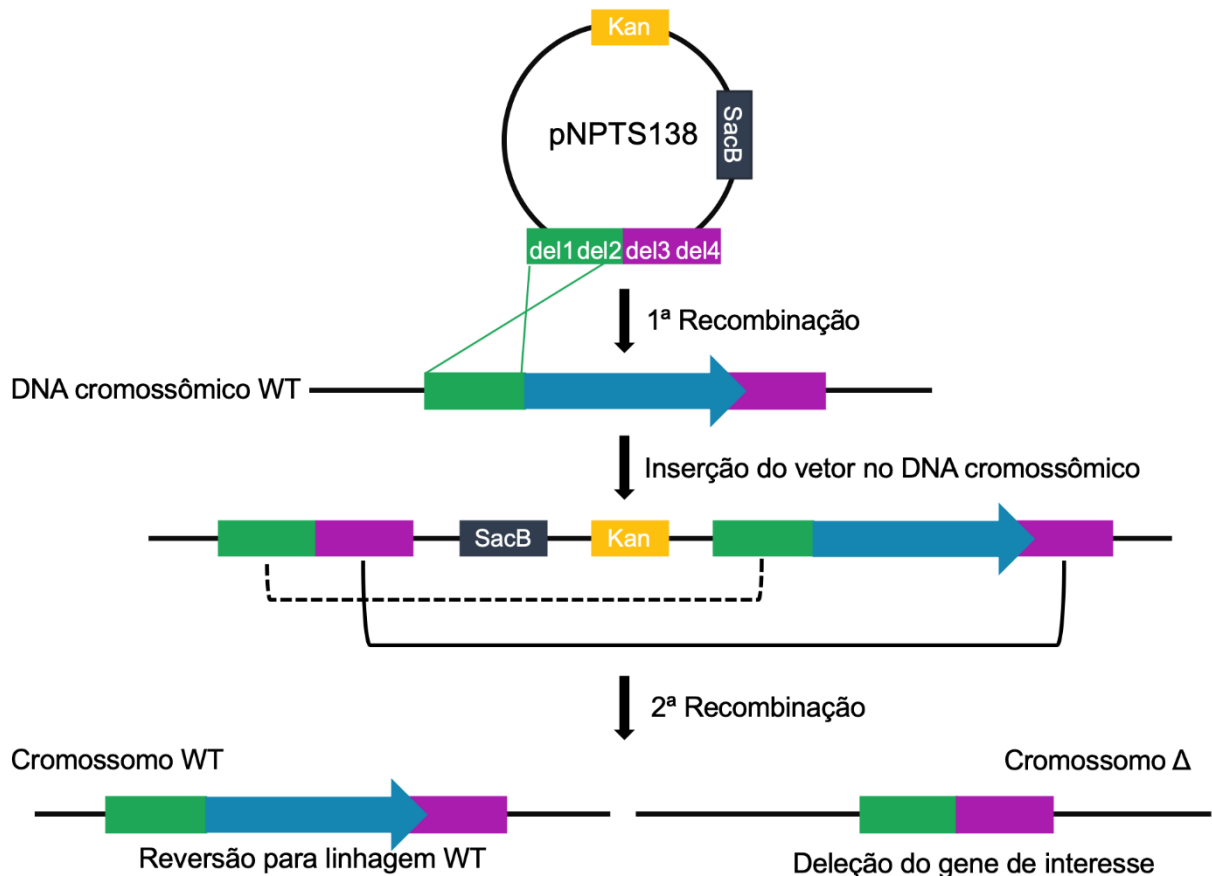 Kan
SacB
pNPTS138
del1 del2 del3 del4
1ª Recombinação
DNA cromossômico WT
Inserção do vetor no DNA cromossômico
SacB
Kan
2ª Recombinação
Cromossomo WT
Cromossomo Δ
Reversão para linhagem WT
Deleção do gene de interesse